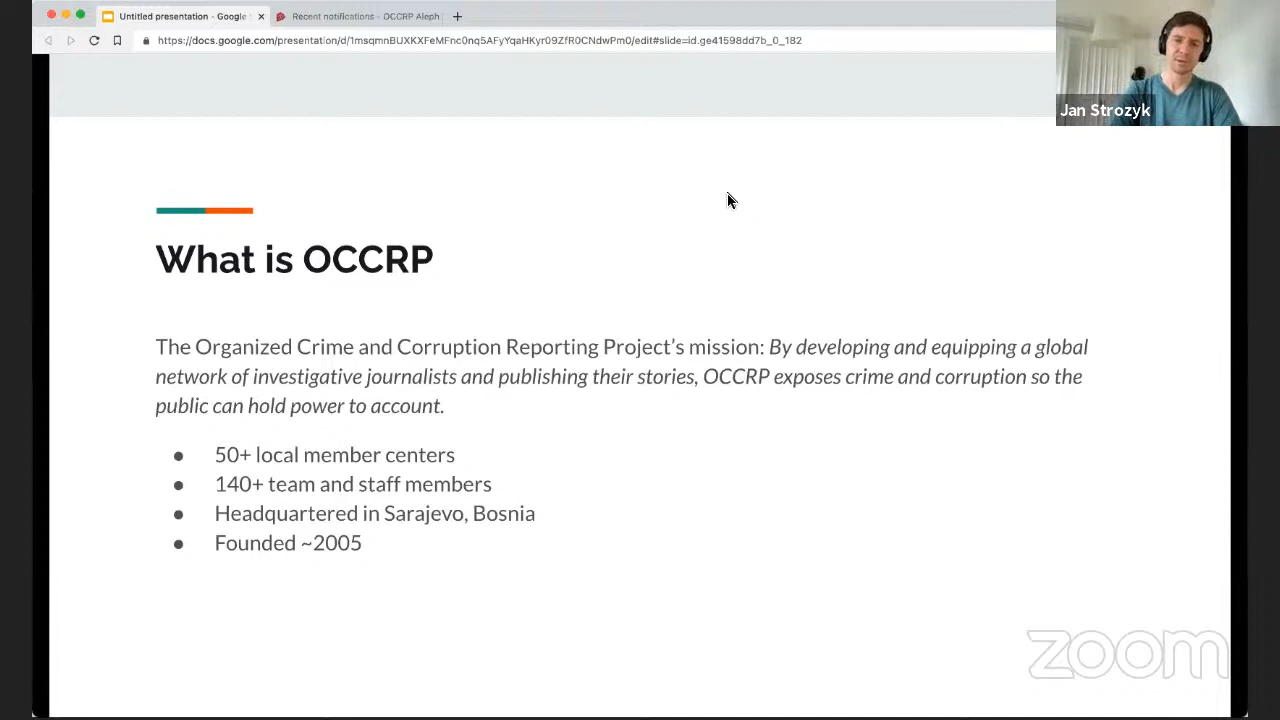 Untitled presentation - Google
Recent notifications - OCCRP Aleph
https://docs.google.com/presentation/d/1msqmnBUXKXFeMFnc0nq5AFyYqaHKyr09ZfR0CNdwPm0/edit#slide=id.ge41598dd7b_0_182
Jan Strozyk
What is OCCRP
The Organized Crime and Corruption Reporting Project’s mission: By developing and equipping a global
network of investigative journalists and publishing their stories, OCCRP exposes crime and corruption so the
public can hold power to account.
● 50+ local member centers
● 140+ team and staff members
● Headquartered in Sarajevo, Bosnia
● Founded ~2005
zoom